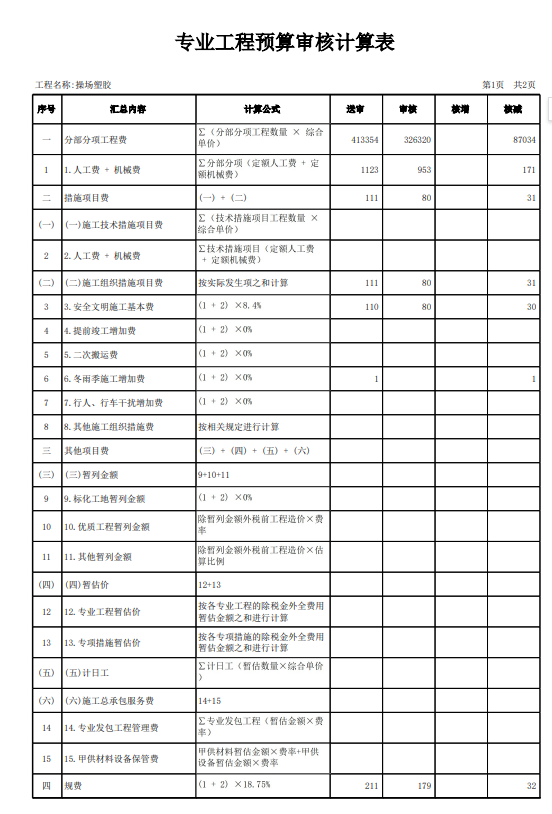 专业工程预算审核计算表
工程名称:操场塑胶 第1页 共2页
序号 汇总内容 计算公式 送审 审核 核增 核减
一 分部分项工程费 Σ（分部分项工程数量 × 综合
单价） 413354 326320 87034
1 1.人工费 + 机械费 Σ分部分项（定额人工费 + 定
额机械费） 1123 953 171
二 措施项目费 (一) + (二) 111 80 31
(一) (一)施工技术措施项目费 Σ（技术措施项目工程数量 ×
综合单价）
2 2.人工费 + 机械费 Σ技术措施项目（定额人工费
+ 定额机械费）
(二) (二)施工组织措施项目费 按实际发生项之和计算 111 80 31
3 3.安全文明施工基本费 (1 + 2) ×8.4% 110 80 30
4 4.提前竣工增加费 (1 + 2) ×0%
5 5.二次搬运费 (1 + 2) ×0%
6 6.冬雨季施工增加费 (1 + 2) ×0% 1 1
7 7.行人、行车干扰增加费 (1 + 2) ×0%
8 8.其他施工组织措施费 按相关规定进行计算
三 其他项目费 (三) + (四) + (五) + (六)
(三) (三)暂列金额 9+10+11
9 9.标化工地暂列金额 (1 + 2) ×0%
10 10.优质工程暂列金额 除暂列金额外税前工程造价×费
率
11 11.其他暂列金额 除暂列金额外税前工程造价×估
算比例
(四) (四)暂估价 12+13
12 12.专业工程暂估价 按各专业工程的除税金外全费用
暂估金额之和进行计算
13 13.专项措施暂估价 按各专项措施的除税金外全费用
暂估金额之和进行计算
(五) (五)计日工 Σ计日工（暂估数量×综合单价
）
(六) (六)施工总承包服务费 14+15
14 14.专业发包工程管理费 Σ专业发包工程（暂估金额×费
率）
15 15.甲供材料设备保管费 甲供材料暂估金额×费率+甲供
设备暂估金额×费率
四 规费 (1 + 2) ×18.75% 211 179 32